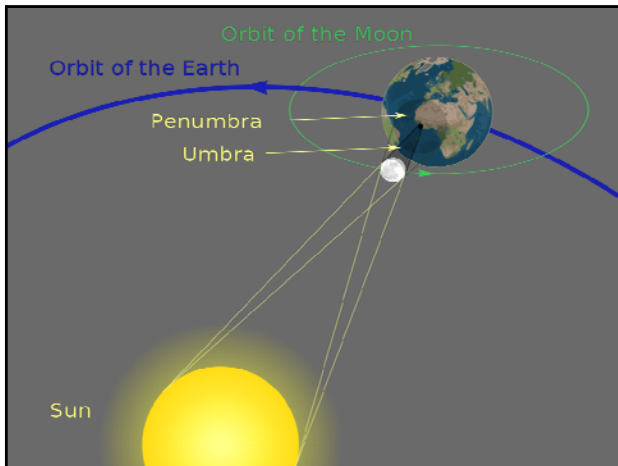 Orbit of the Moon
Orbit of the Earth
Penumbra
Umbra
Sun